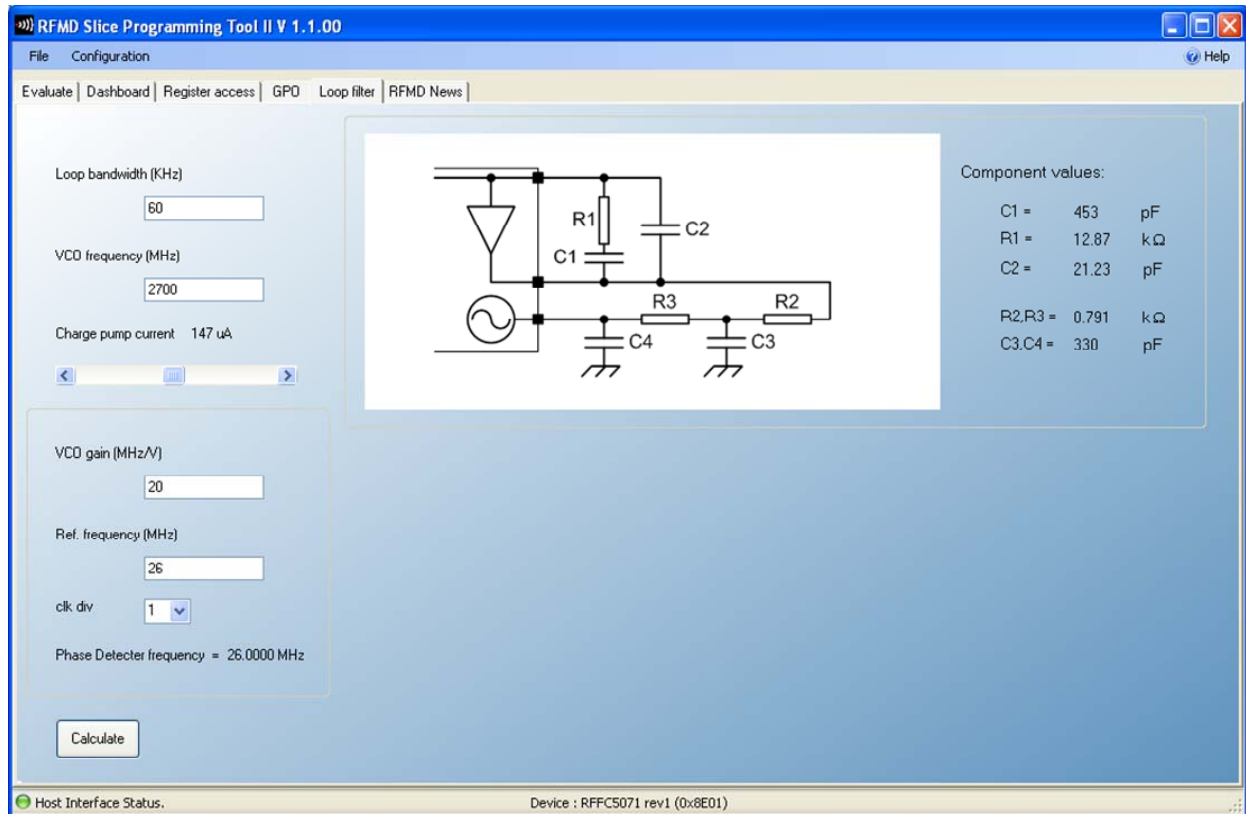 RFMD Slice Programming Tool II V 1.1.00
File Configuration Help
Evaluate Dashboard Register access GPO Loop filter RFMD News
Loop bandwidth (KHz)
60
VCO frequency (MHz)
2700
Charge pump current 147 uA
VCO gain (MHz/V)
20
Ref. frequency (MHz)
26
clk div 1
Phase Detecter frequency = 26.0000 MHz
Calculate
R1
C2
C1
R3 R2
C4 C3
Component values:
C1 = 453 pF
R1 = 12.87 kΩ
C2 = 21.23 pF
R2,R3 = 0.791 kΩ
C3,C4 = 330 pF
Host Interface Status. Device : RFFC5071 rev1 (0x8E01)